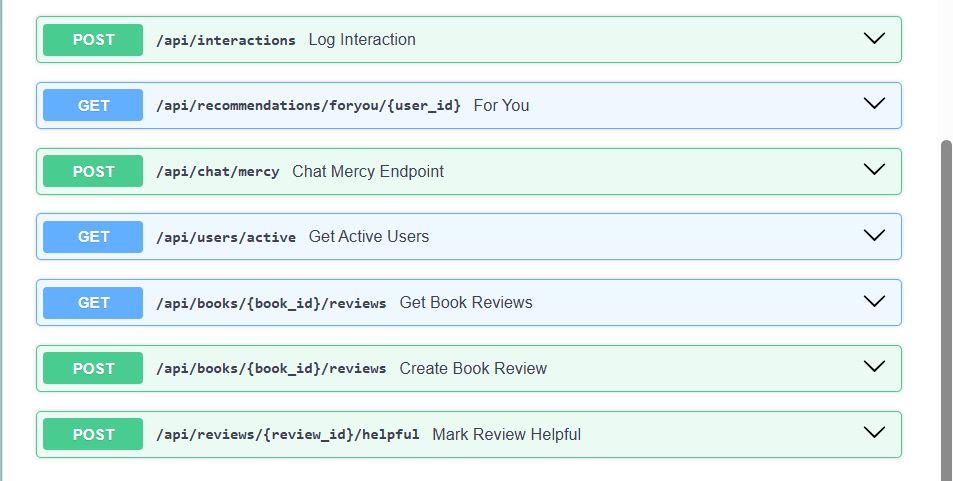 POST /api/interactions Log Interaction
GET /api/recommendations/foryou/{user_id} For You
POST /api/chat/mercy Chat Mercy Endpoint
GET /api/users/active Get Active Users
GET /api/books/{book_id}/reviews Get Book Reviews
POST /api/books/{book_id}/reviews Create Book Review
POST /api/reviews/{review_id}/helpful Mark Review Helpful